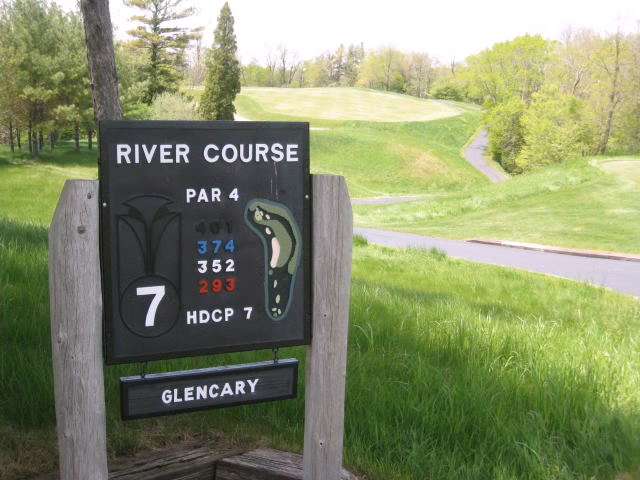 RIVER COURSE
PAR 4
401
374
352
293
7
HDCP 7
GLENCARY